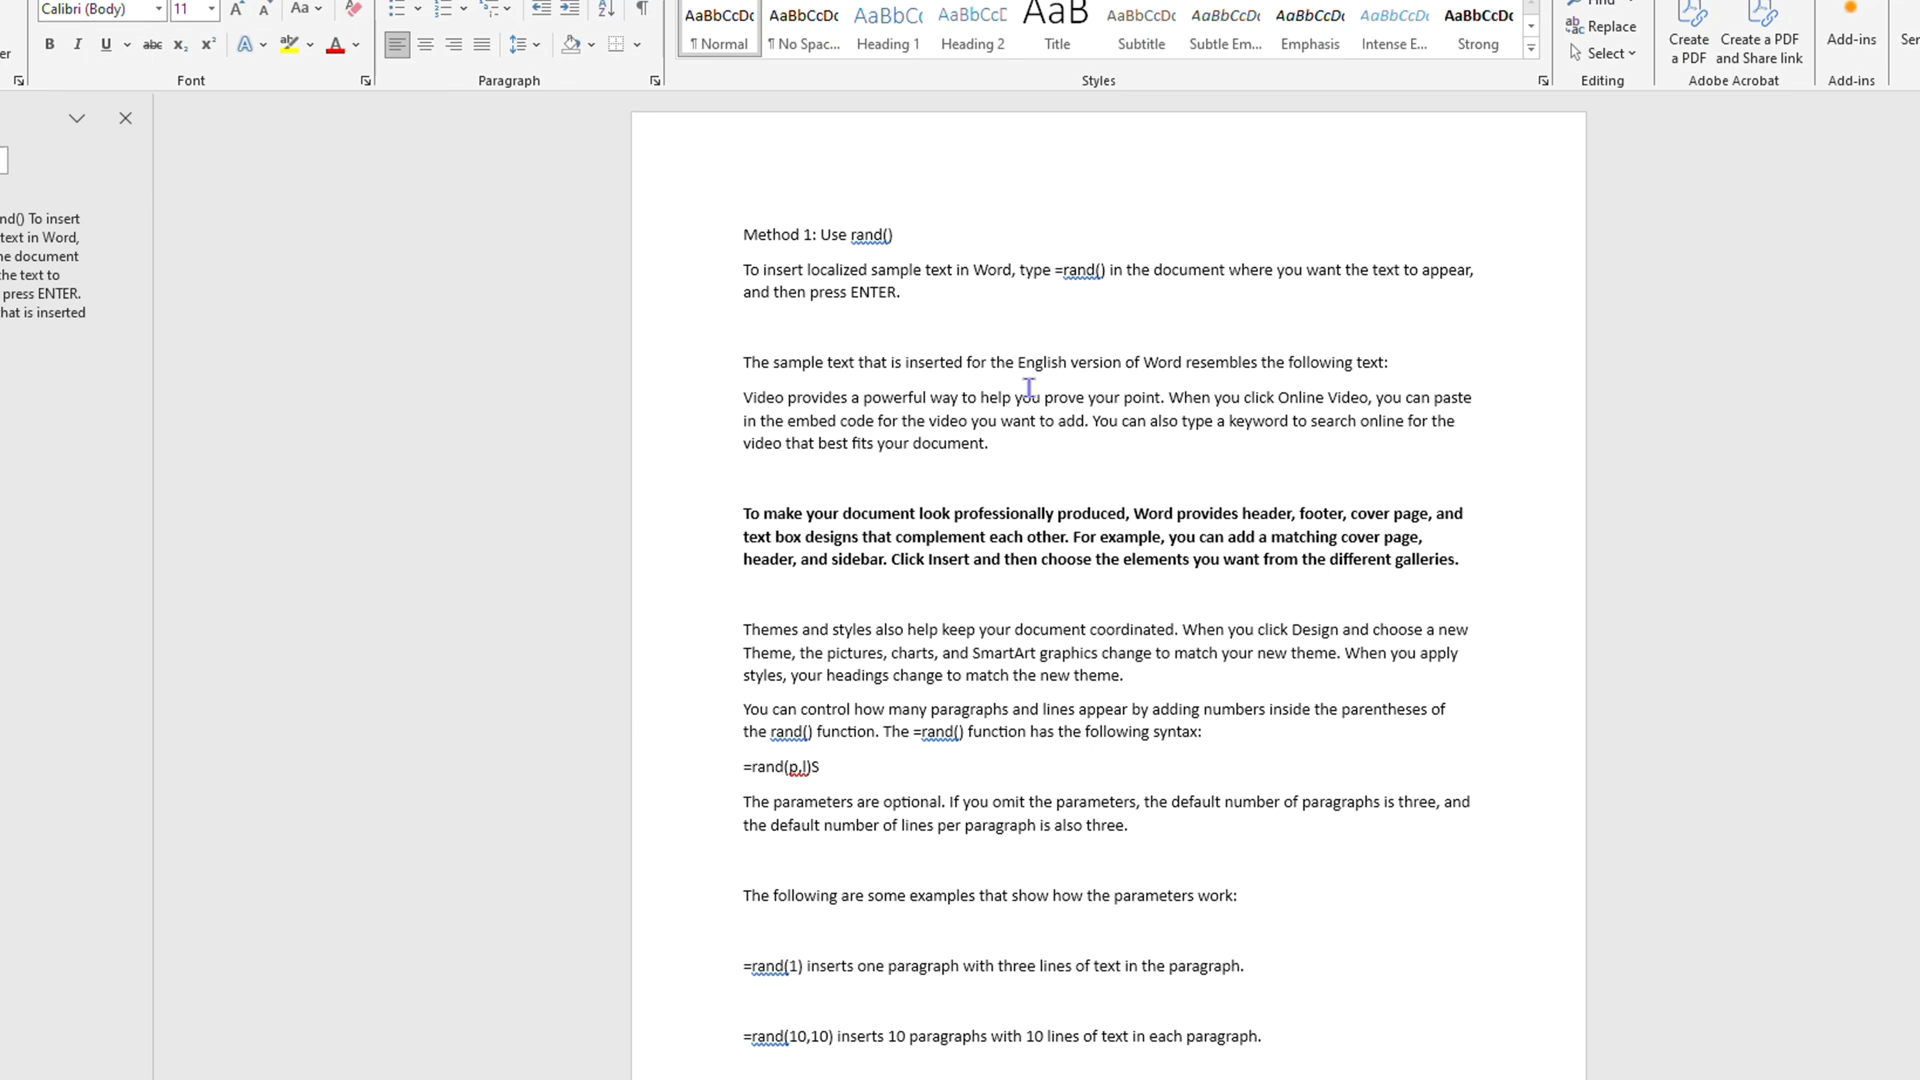 Calibri (Body) 11 A A Aa
B I U abc x₂ x² A ab A
Font
Paragraph
AaBbCcDc AaBbCcDc AaBbCc AaBbCcD AaB AaBbCcDc AaBbCcDc AaBbCcDc AaBbCcDc AaBbCcDc
¶ Normal ¶ No Spac... Heading 1 Heading 2 Title Subtitle Subtle Em... Emphasis Intense E... Strong
Styles
Find
Replace
Select
Editing
Create a PDF
Create a PDF and Share link
Adobe Acrobat
Add-ins
Add-ins
nd() To insert
text in Word,
he document
the text to
press ENTER.
hat is inserted
Method 1: Use rand()
To insert localized sample text in Word, type =rand() in the document where you want the text to appear,
and then press ENTER.
The sample text that is inserted for the English version of Word resembles the following text:
Video provides a powerful way to help you prove your point. When you click Online Video, you can paste
in the embed code for the video you want to add. You can also type a keyword to search online for the
video that best fits your document.
To make your document look professionally produced, Word provides header, footer, cover page, and
text box designs that complement each other. For example, you can add a matching cover page,
header, and sidebar. Click Insert and then choose the elements you want from the different galleries.
Themes and styles also help keep your document coordinated. When you click Design and choose a new
Theme, the pictures, charts, and SmartArt graphics change to match your new theme. When you apply
styles, your headings change to match the new theme.
You can control how many paragraphs and lines appear by adding numbers inside the parentheses of
the rand() function. The =rand() function has the following syntax:
=rand(p,l)S
The parameters are optional. If you omit the parameters, the default number of paragraphs is three, and
the default number of lines per paragraph is also three.
The following are some examples that show how the parameters work:
=rand(1) inserts one paragraph with three lines of text in the paragraph.
=rand(10,10) inserts 10 paragraphs with 10 lines of text in each paragraph.